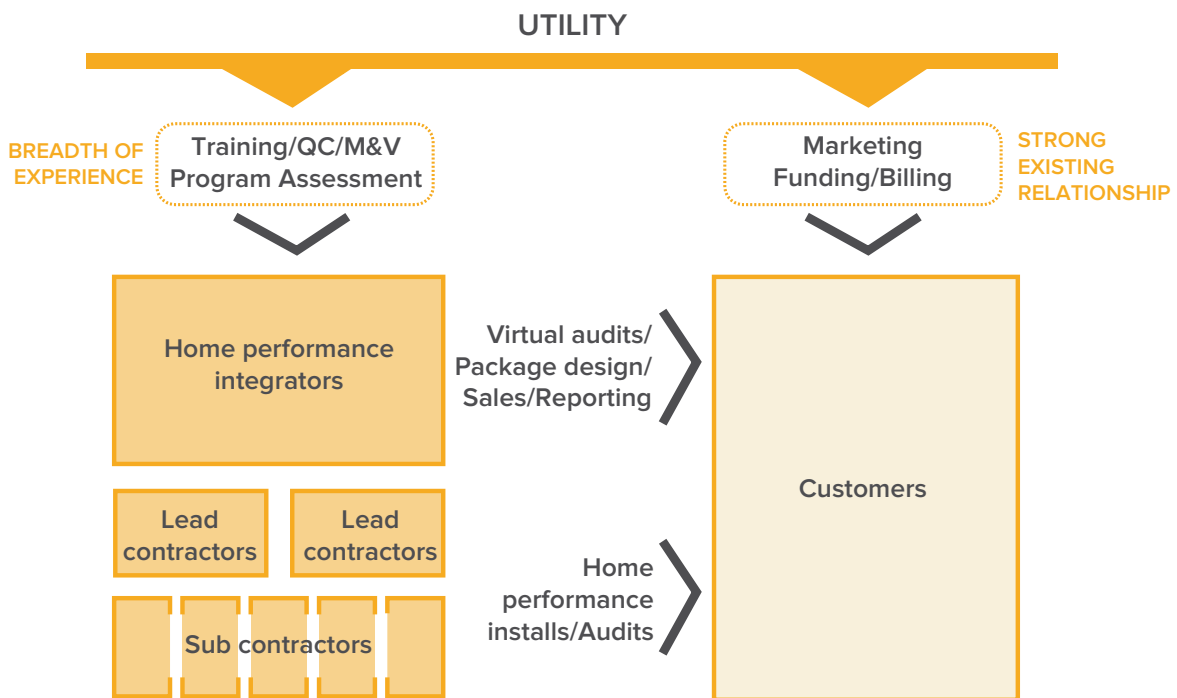 UTILITY
BREADTH OF
EXPERIENCE
Training/QC/M&V
Program Assessment
Marketing
Funding/Billing
STRONG
EXISTING
RELATIONSHIP
Home performance
integrators
Virtual audits/
Package design/
Sales/Reporting
Customers
Lead
contractors
Lead
contractors
Home
performance
installs/Audits
Sub contractors